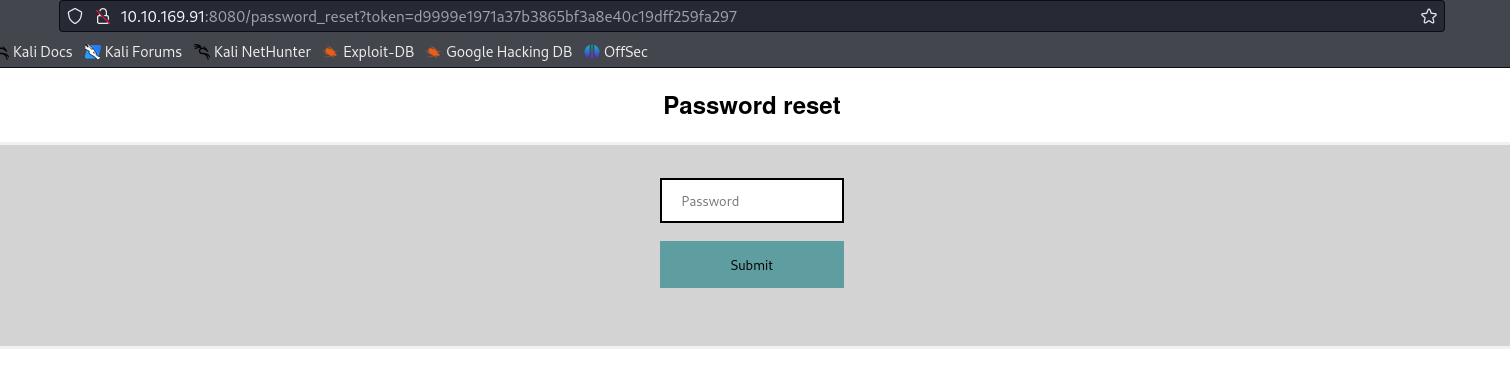 10.10.169.91:8080/password_reset?token=d9999e1971a37b3865bf3a8e40c19dff259fa297
Kali Docs Kali Forums Kali NetHunter Exploit-DB Google Hacking DB OffSec
Password reset
Password
Submit